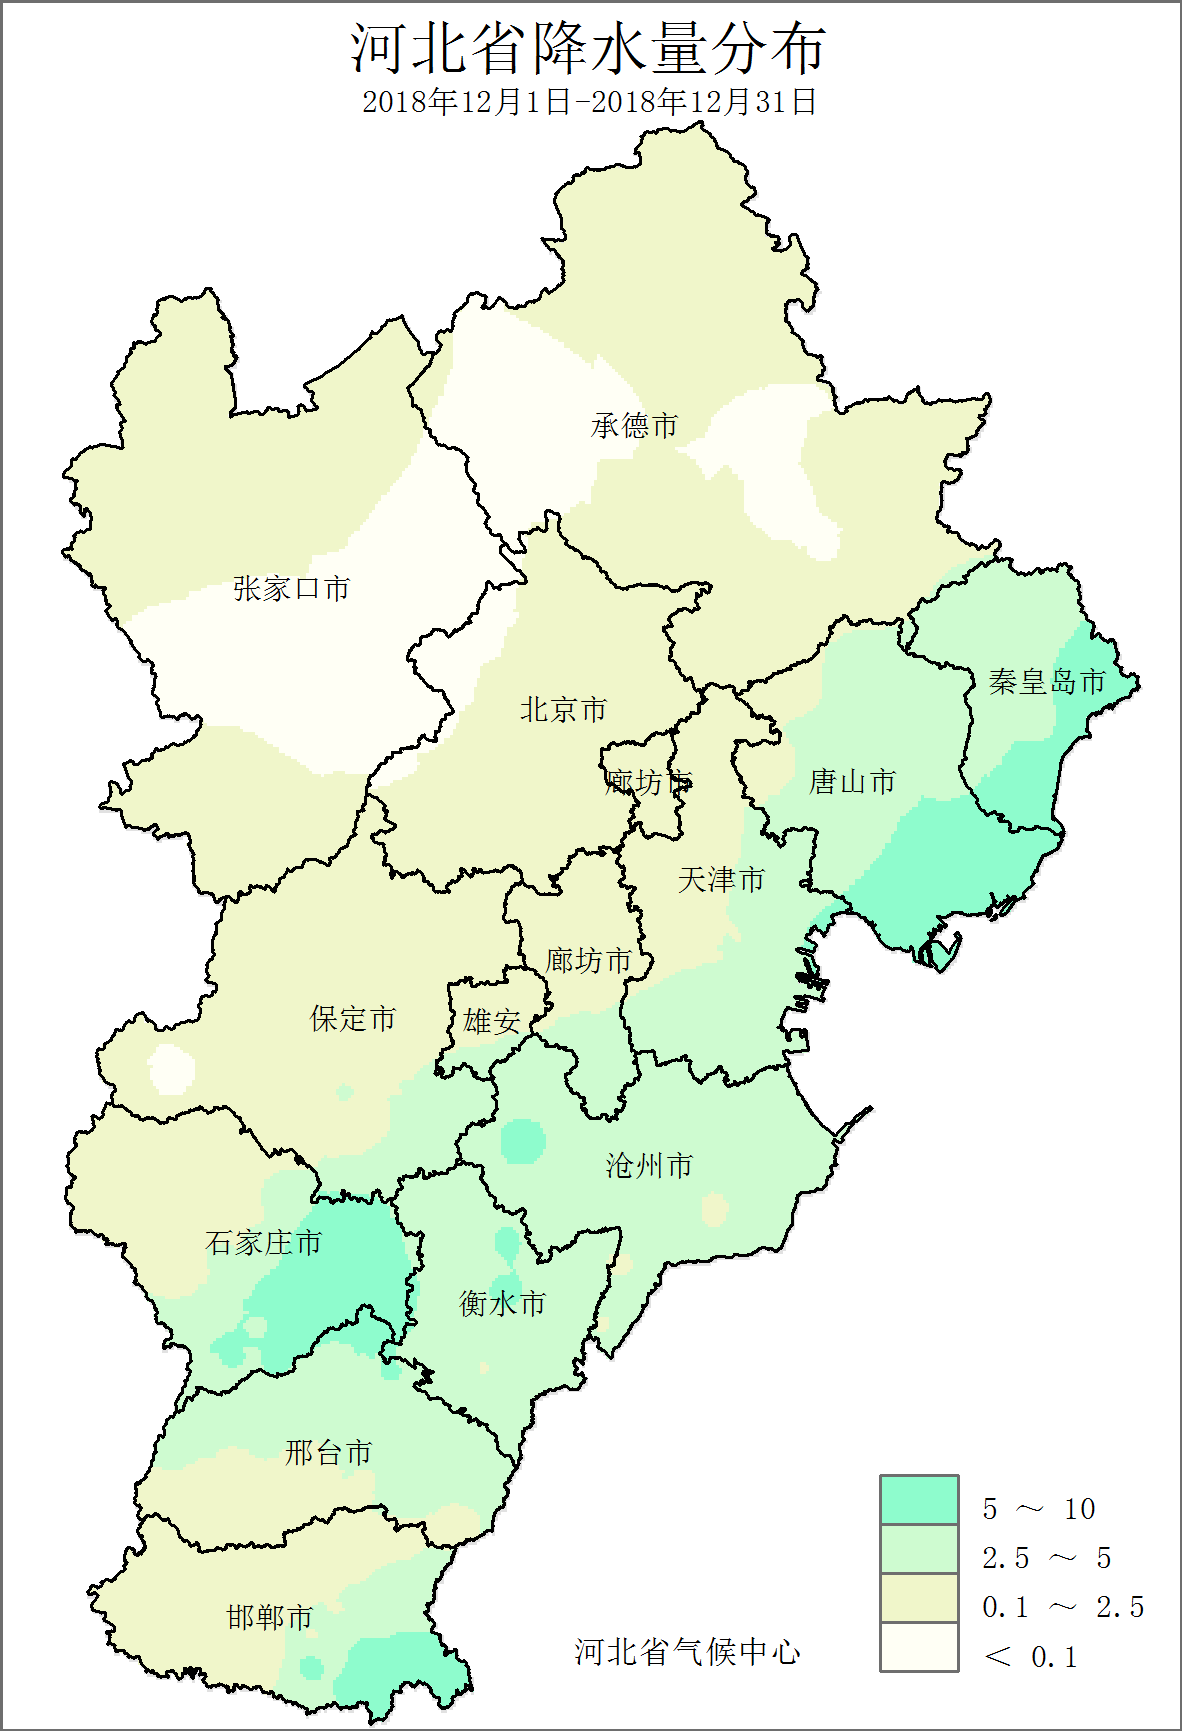 河北省降水量分布
2018年12月1日-2018年12月31日
承德市
张家口市
秦皇岛市
北京市
廊坊市
唐山市
天津市
廊坊市
保定市
雄安
沧州市
石家庄市
衡水市
邢台市
邯郸市
河北省气候中心
5 ～ 10
2.5 ～ 5
0.1 ～ 2.5
＜ 0.1